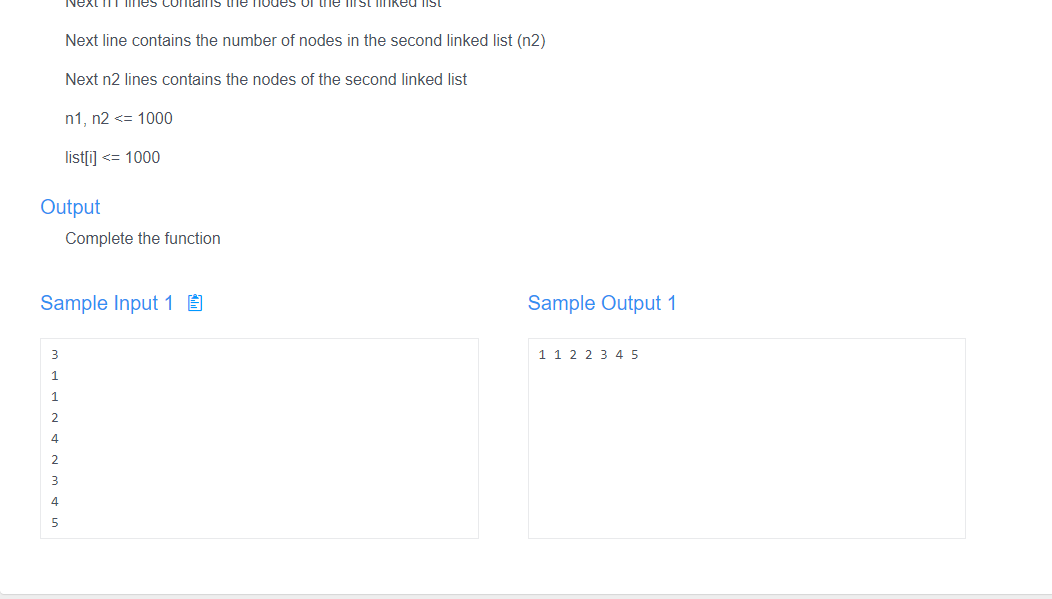 Next n1 lines contains the nodes of the first linked list
Next line contains the number of nodes in the second linked list (n2)
Next n2 lines contains the nodes of the second linked list
n1, n2 <= 1000
list[i] <= 1000
Output
Complete the function
Sample Input 1
Sample Output 1
3
1
1
2
4
2
3
4
5
1 1 2 2 3 4 5